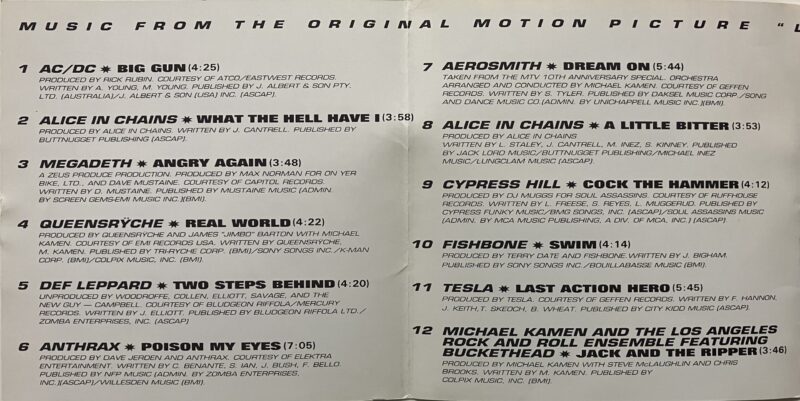 MUSIC FROM THE ORIGINAL MOTION PICTURE "L
1 AC/DC ✷ BIG GUN (4:25)
PRODUCED BY RICK RUBIN. COURTESY OF ATCO/EASTWEST RECORDS.
WRITTEN BY A. YOUNG, M. YOUNG. PUBLISHED BY J. ALBERT & SON PTY.
LTD. (AUSTRALIA)/J. ALBERT & SON (USA) INC. (ASCAP).
2 ALICE IN CHAINS ✷ WHAT THE HELL HAVE I (3:58)
PRODUCED BY ALICE IN CHAINS. WRITTEN BY J. CANTRELL. PUBLISHED BY
BUTTNUGGET PUBLISHING (ASCAP).
3 MEGADETH ✷ ANGRY AGAIN (3:48)
A ZEUS PRODUCE PRODUCTION. PRODUCED BY MAX NORMAN FOR ON YER
BIKE, LTD., AND DAVE MUSTAINE. COURTESY OF CAPITOL RECORDS.
WRITTEN BY D. MUSTAINE. PUBLISHED BY MUSTAINE MUSIC (ADMIN.
BY SCREEN GEMS-EMI MUSIC INC.)(BMI).
4 QUEENSRŸCHE ✷ REAL WORLD (4:22)
PRODUCED BY QUEENSRYCHE AND JAMES "JIMBO" BARTON WITH MICHAEL
KAMEN. COURTESY OF EMI RECORDS USA. WRITTEN BY QUEENSRYCHE,
M. KAMEN. PUBLISHED BY TRI-RYCHE CORP. (BMI)/SONY SONGS INC./K-MAN
CORP. (BMI)/COLPIX MUSIC, INC. (BMI).
5 DEF LEPPARD ✷ TWO STEPS BEHIND (4:20)
UNPRODUCED BY WOODROFFE, COLLEN, ELLIOTT, SAVAGE, AND THE
NEW GUY — CAMPBELL. COURTESY OF BLUDGEON RIFFOLA/MERCURY
RECORDS. WRITTEN BY J. ELLIOTT. PUBLISHED BY BLUDGEON RIFFOLA LTD./
ZOMBA ENTERPRISES, INC. (ASCAP)
6 ANTHRAX ✷ POISON MY EYES (7:05)
PRODUCED BY DAVE JERDEN AND ANTHRAX. COURTESY OF ELEKTRA
ENTERTAINMENT. WRITTEN BY C. BENANTE, S. IAN, J. BUSH, F. BELLO.
PUBLISHED BY NFP MUSIC (ADMIN. BY ZOMBA ENTERPRISES,
INC.)(ASCAP)/WILLESDEN MUSIC (BMI).
7 AEROSMITH ✷ DREAM ON (5:44)
TAKEN FROM THE MTV 10TH ANNIVERSARY SPECIAL. ORCHESTRA
ARRANGED AND CONDUCTED BY MICHAEL KAMEN. COURTESY OF GEFFEN
RECORDS. WRITTEN BY S. TYLER. PUBLISHED BY DAKSEL MUSIC CORP./SONG
AND DANCE MUSIC CO.(ADMIN. BY UNICHAPPELL MUSIC INC.)(BMI).
8 ALICE IN CHAINS ✷ A LITTLE BITTER (3:53)
PRODUCED BY ALICE IN CHAINS
WRITTEN BY L. STALEY, J. CANTRELL, M. INEZ, S. KINNEY. PUBLISHED
BY JACK LORD MUSIC/BUTTNUGGET PUBLISHING/MICHAEL INEZ
MUSIC/LUNGCLAM MUSIC (ASCAP).
9 CYPRESS HILL ✷ COCK THE HAMMER (4:12)
PRODUCED BY DJ MUGGS FOR SOUL ASSASSINS. COURTESY OF RUFFHOUSE
RECORDS. WRITTEN BY L. FREESE, S. REYES, L. MUGGERUD. PUBLISHED BY
CYPRESS FUNKY MUSIC/BMG SONGS, INC. (ASCAP)/SOUL ASSASSINS MUSIC
(ADMIN. BY MCA MUSIC PUBLISHING, A DIV. OF MCA, INC.) (ASCAP)
10 FISHBONE ✷ SWIM (4:14)
PRODUCED BY TERRY DATE AND FISHBONE. WRITTEN BY J. BIGHAM.
PUBLISHED BY SONY SONGS INC./BOUILLABASSE MUSIC (BMI).
11 TESLA ✷ LAST ACTION HERO (5:45)
PRODUCED BY TESLA. COURTESY OF GEFFEN RECORDS. WRITTEN BY F. HANNON,
J. KEITH, T. SKEOCH, B. WHEAT. PUBLISHED BY CITY KIDD MUSIC (ASCAP).
12 MICHAEL KAMEN AND THE LOS ANGELES
ROCK AND ROLL ENSEMBLE FEATURING
BUCKETHEAD ✷ JACK AND THE RIPPER (3:46)
PRODUCED BY MICHAEL KAMEN WITH STEVE McLAUGHLIN AND CHRIS
BROOKS. WRITTEN BY M. KAMEN. PUBLISHED BY
COLPIX MUSIC, INC. (BMI).